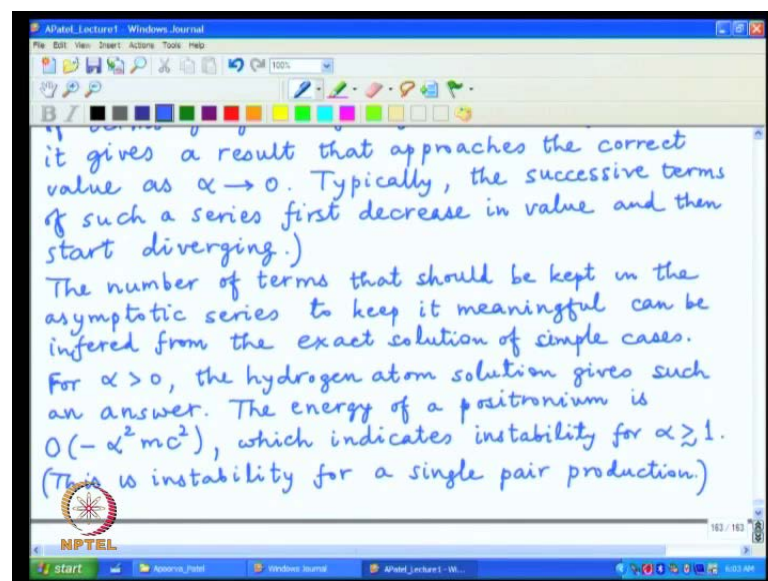 APatel_Lecture1 - Windows Journal
File Edit View Insert Actions Tools Help
100%
B I
it gives a result that approaches the correct
value as α → 0. Typically, the successive terms
of such a series first decrease in value and then
start diverging.)
The number of terms that should be kept in the
asymptotic series to keep it meaningful can be
infered from the exact solution of simple cases.
For α > 0, the hydrogen atom solution gives such
an answer. The energy of a positronium is
O(-α² mc²), which indicates instability for α ≳ 1.
(This is instability for a single pair production.)
163 / 163
NPTEL
start Apoorva_Patel Windows Journal APatel_Lecture1 - Wi... 6:03 AM